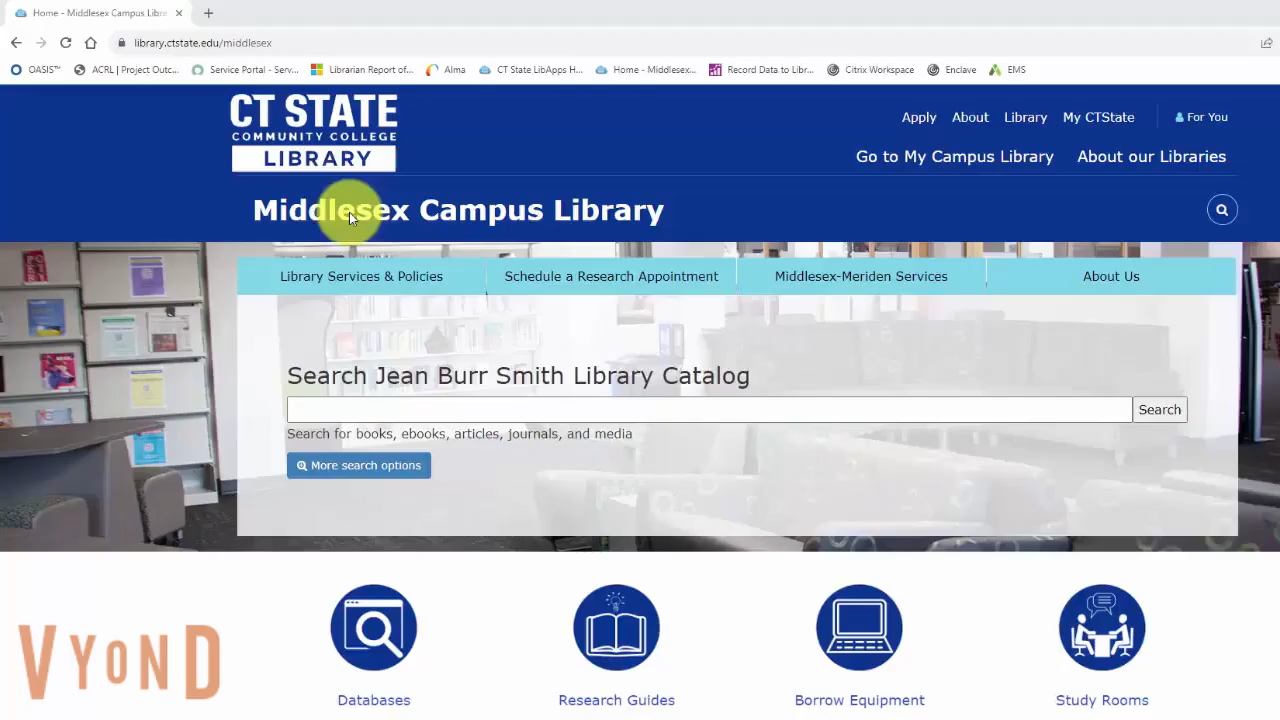 Home - Middlesex Campus Libr
library.ctstate.edu/middlesex
OASIS™ ACRL | Project Outc... Service Portal - Serv... Librarian Report of... Alma CT State LibApps H... Home - Middlesex... Record Data to Libr... Citrix Workspace Enclave EMS
CT STATE
COMMUNITY COLLEGE
LIBRARY
Apply About Library My CTState For You
Go to My Campus Library About our Libraries
Middlesex Campus Library
Library Services & Policies Schedule a Research Appointment Middlesex-Meriden Services About Us
Search Jean Burr Smith Library Catalog
Search
Search for books, ebooks, articles, journals, and media
More search options
VYOND
Databases Research Guides Borrow Equipment Study Rooms